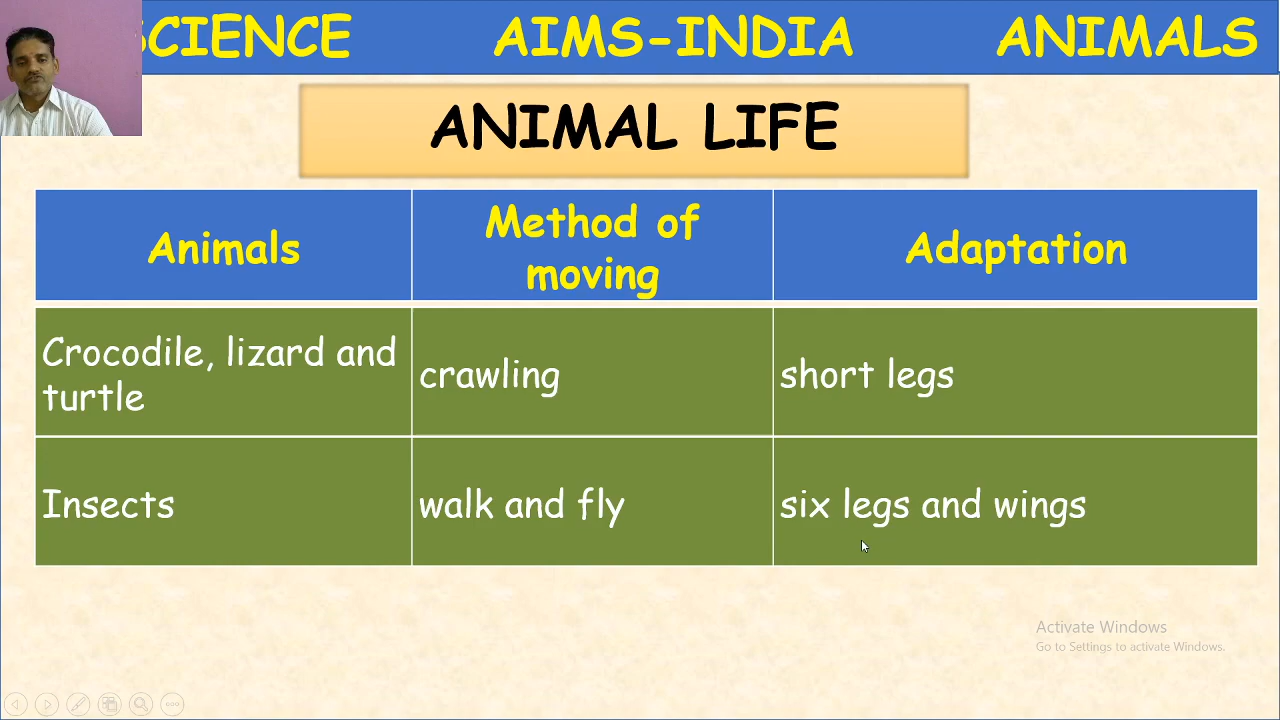 SCIENCE AIMS-INDIA ANIMALS
ANIMAL LIFE
Animals
Method of
moving
Adaptation
Crocodile, lizard and
turtle
crawling
short legs
Insects
walk and fly
six legs and wings
Activate Windows
Go to Settings to activate Windows.